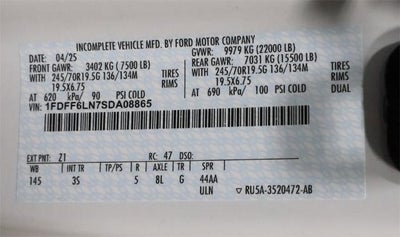 INCOMPLETE VEHICLE MFD. BY FORD MOTOR COMPANY
DATE: 04/25 GVWR: 9979 KG (22000 LB)
FRONT GAWR: 3402 KG (7500 LB) REAR GAWR: 7031 KG (15500 LB)
WITH 245/70R19.5G 136/134M TIRES WITH 245/70R19.5G 136/134M TIRES
19.5X6.75 RIMS 19.5X6.75 RIMS
AT 620 kPa/ 90 PSI COLD AT 690 kPa/ 100 PSI COLD DUAL
VIN: 1FDFF6LN7SDA08865
EXT PNT: Z1 RC: 47 DSO:
WB INT TR TP/PS R AXLE TR SPR
145 3S 5 8L G 44AA
ULN RU5A-3520472-AB